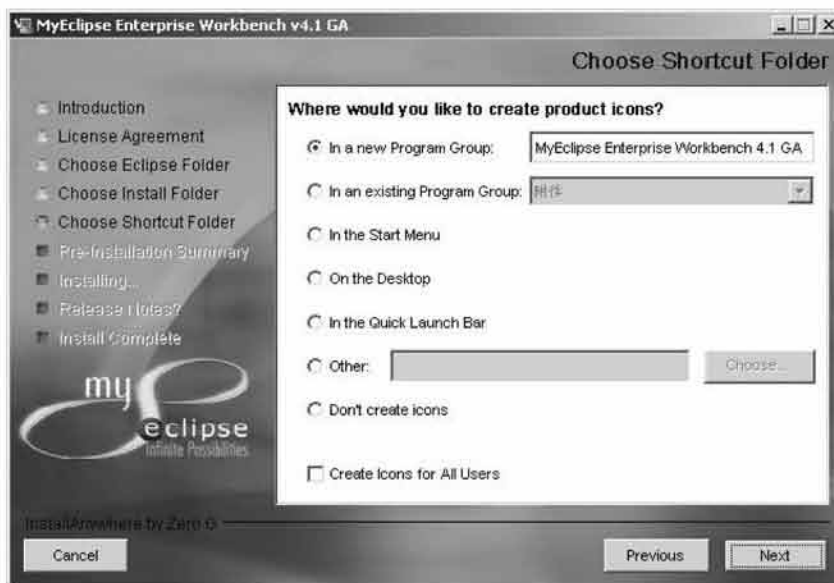 MyEclipse Enterprise Workbench v4.1 GA
Choose Shortcut Folder
Introduction
License Agreement
Choose Eclipse Folder
Choose Install Folder
Choose Shortcut Folder
Pre-Installation Summary
Installing...
Release Notes?
Install Complete
my
eclipse
Infinite Possibilities
Where would you like to create product icons?
In a new Program Group:
MyEclipse Enterprise Workbench 4.1 GA
In an existing Program Group:
附件
In the Start Menu
On the Desktop
In the Quick Launch Bar
Other:
Choose...
Don't create icons
Create Icons for All Users
InstallAnywhere by Zero G
Cancel
Previous
Next